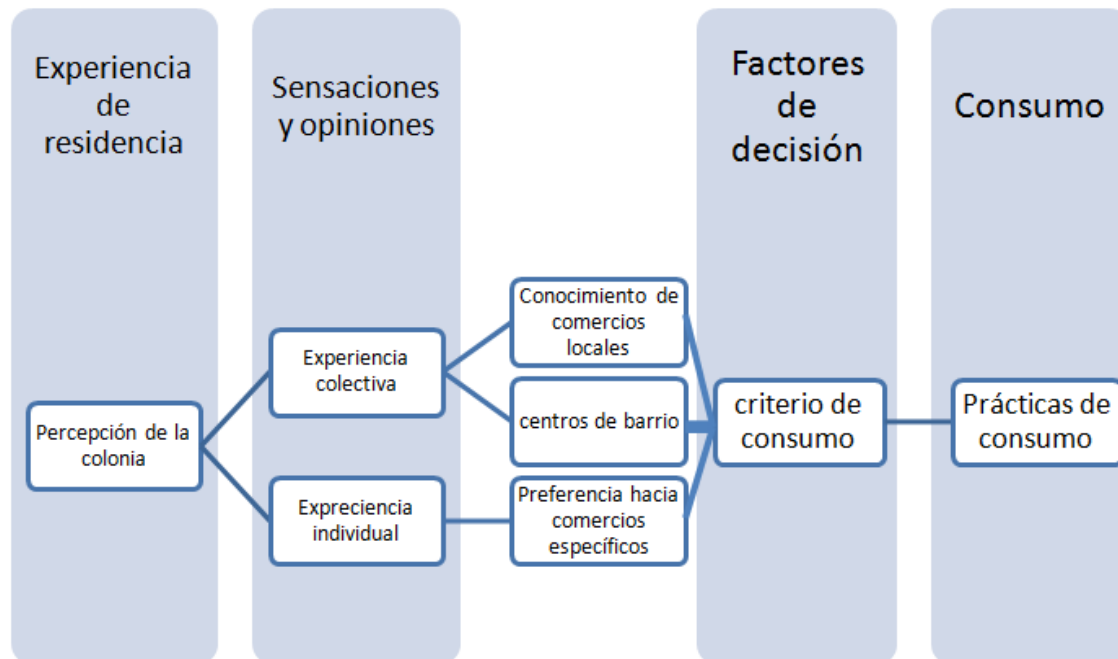 Experiencia
de
residencia
Sensaciones
y opiniones
Factores
de
decisión
Consumo
Percepción de la
colonia
Experiencia
colectiva
Expreciencia
individual
Conocimiento de
comercios
locales
centros de barrio
Preferencia hacia
comercios
específicos
criterio de
consumo
Prácticas de
consumo